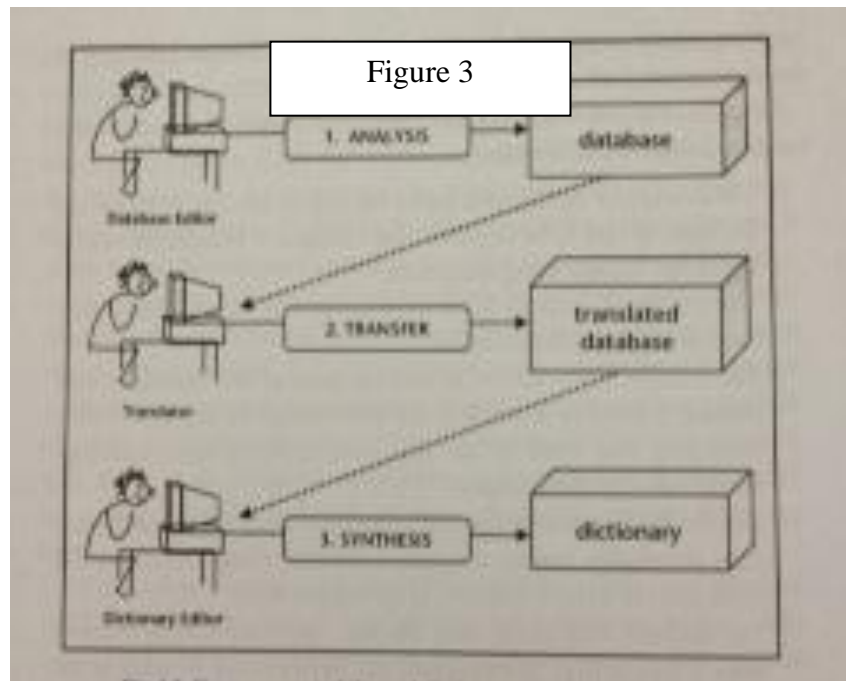 Figure 3
1. ANALYSIS
database
Database Editor
2. TRANSFER
translated
database
Translator
3. SYNTHESIS
dictionary
Dictionary Editor